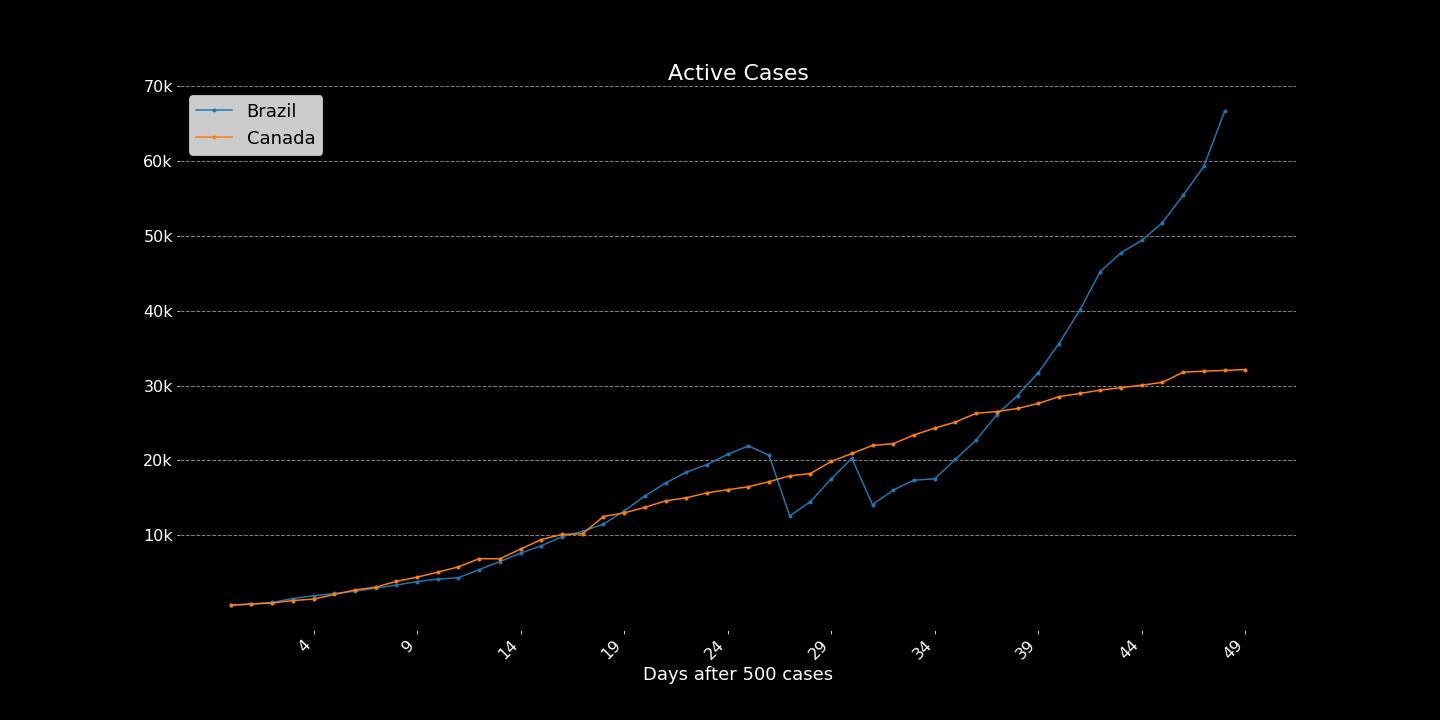 Active Cases
70k
60k
50k
40k
30k
20k
10k
Brazil
Canada
4
9
14
19
24
29
34
39
44
49
Days after 500 cases